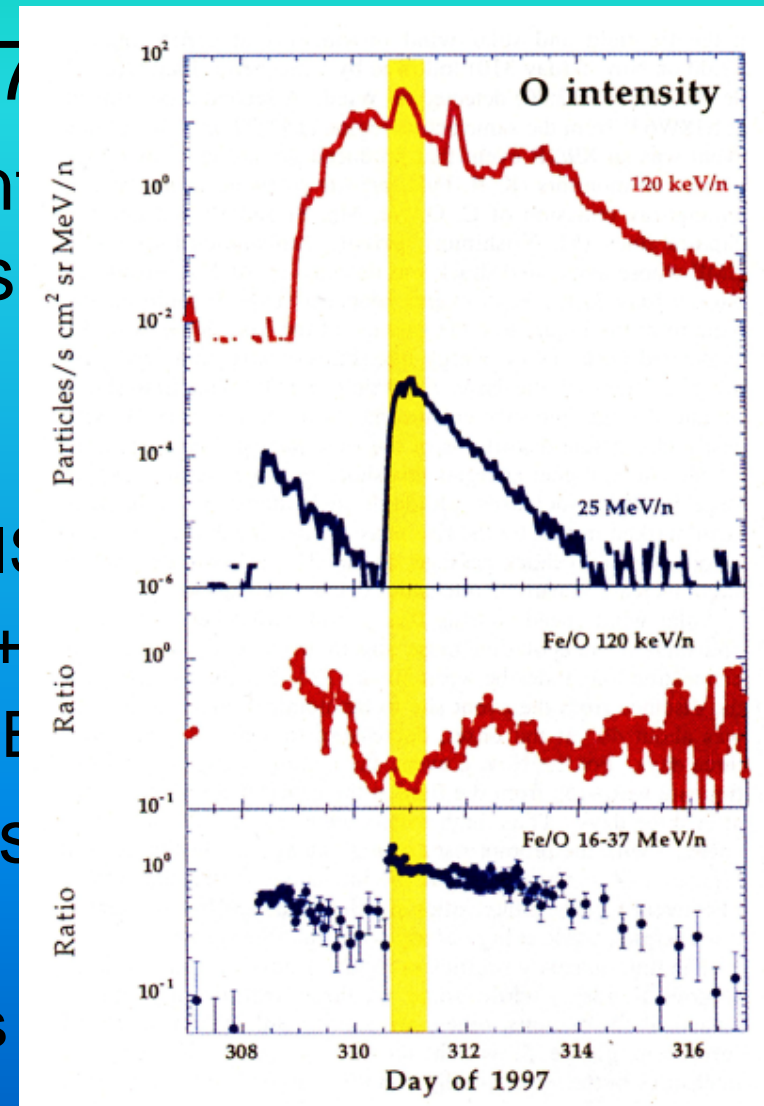 7
O intensity
10²
10⁰
10⁻²
10⁻⁴
10⁻⁶
Particles/s cm² sr MeV/n
120 keV/n
25 MeV/n
Fe/O 120 keV/n
10⁰
10⁻¹
Ratio
Fe/O 16-37 MeV/n
10⁰
10⁻¹
Ratio
308 310 312 314 316
Day of 1997